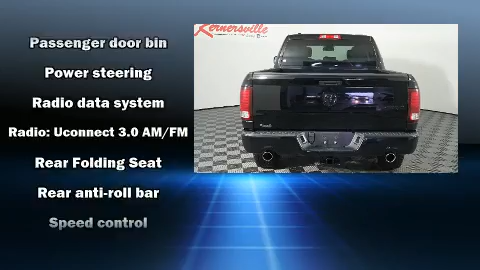 Passenger door bin
Power steering
Radio data system
Radio: Uconnect 3.0 AM/FM
Rear Folding Seat
Rear anti-roll bar
Speed control
Kernersville